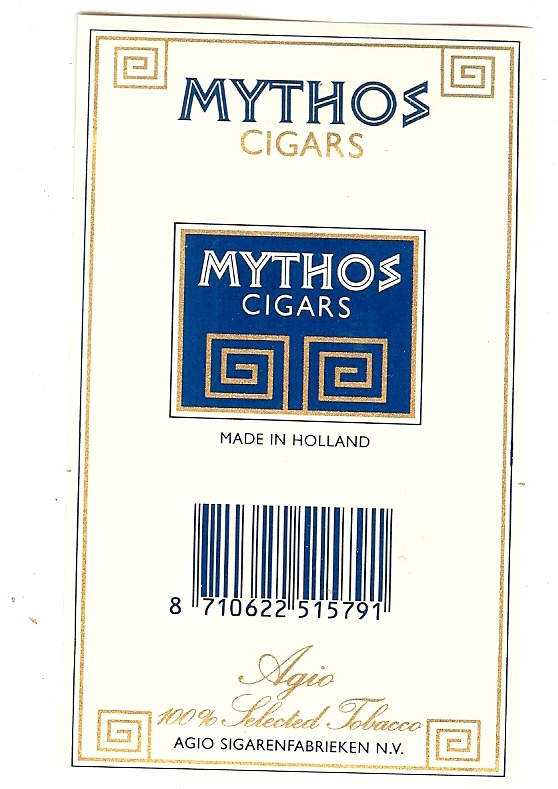 MYTHOS
CIGARS
MYTHOS
CIGARS
MADE IN HOLLAND
8 710622 515791
Agio
100% Selected Tobacco
AGIO SIGARENFABRIEKEN N.V.